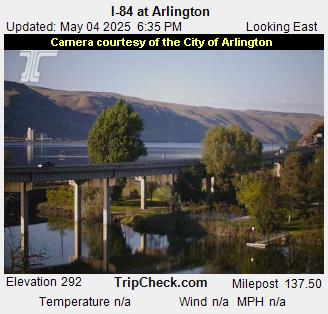 I-84 at Arlington
Updated: May 04 2025 6:35 PM Looking East
Camera courtesy of the City of Arlington
Elevation 292 TripCheck.com Milepost 137.50
Temperature n/a Wind n/a MPH n/a